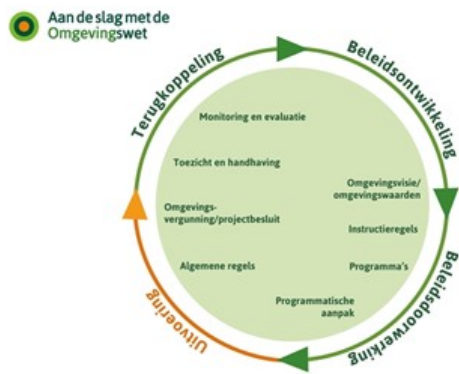 Aan de slag met de
Omgevingswet
Terugkoppeling
Beleidsontwikkeling
Monitoring en evaluatie
Toezicht en handhaving
Omgevingsvisie/
omgevingswaarden
Omgevings-
vergunning/projectbesluit
Instructieregels
Algemene regels
Programma's
Programmatische
aanpak
Uitvoering
Beleidsdoorwerking